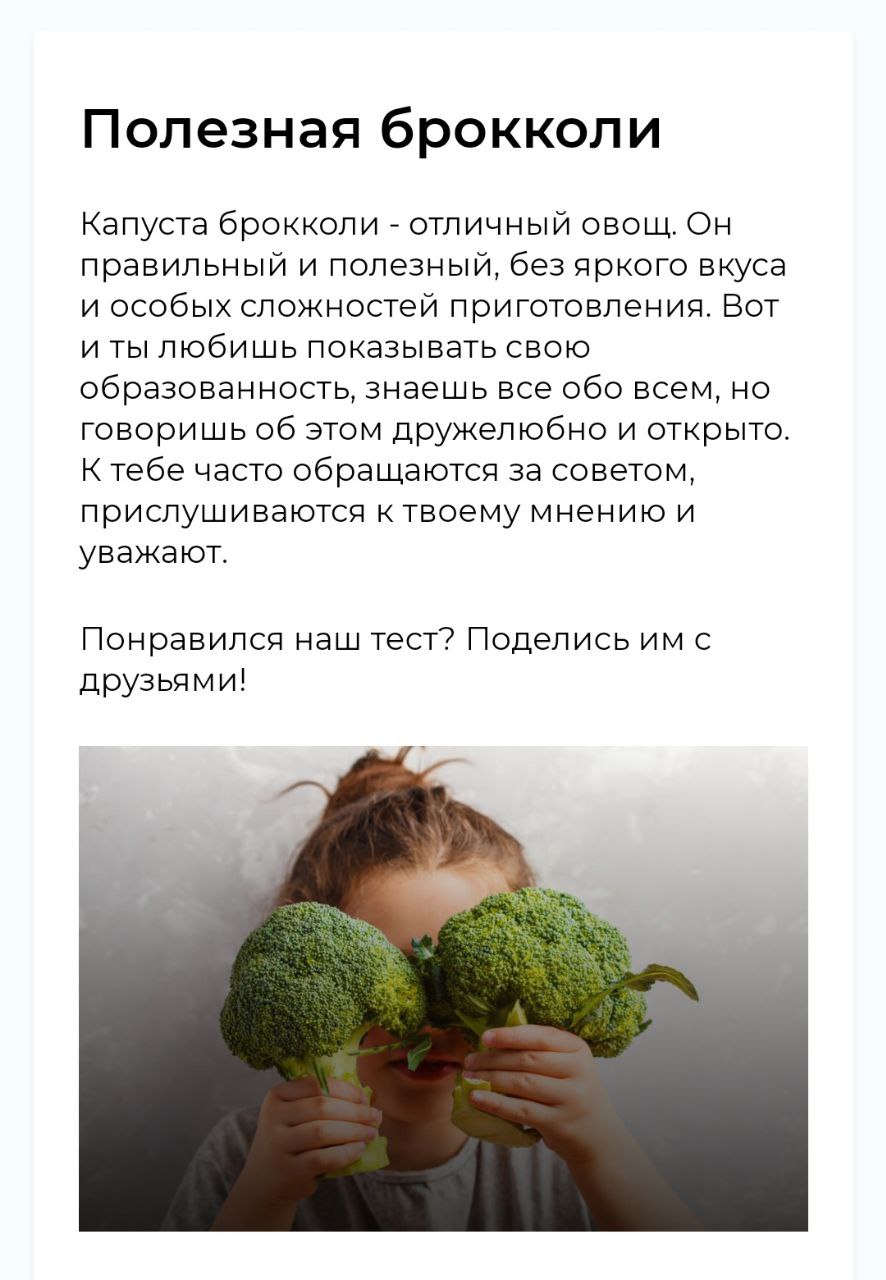 Полезная брокколи
Капуста брокколи - отличный овощ. Он
правильный и полезный, без яркого вкуса
и особых сложностей приготовления. Вот
и ты любишь показывать свою
образованность, знаешь все обо всем, но
говоришь об этом дружелюбно и открыто.
К тебе часто обращаются за советом,
прислушиваются к твоему мнению и
уважают.
Понравился наш тест? Поделись им с
друзьями!